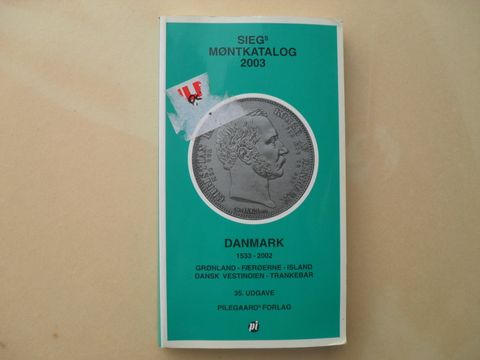 SIEGS
MØNTKATALOG
2003
DANMARK
1533 - 2002
GRØNLAND - FÆRØERNE - ISLAND
DANSK VESTINDIEN - TRANKEBAR
35. UDGAVE
PILEGAARDS FORLAG
pi